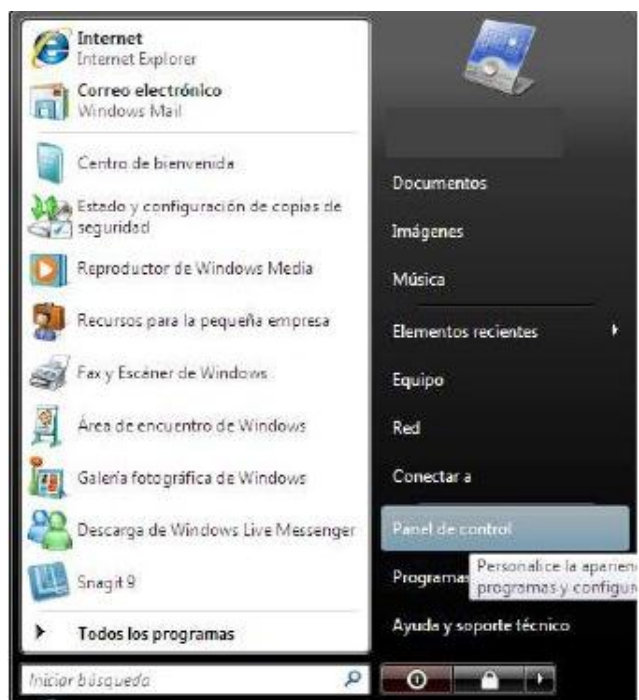 Internet
Internet Explorer
Correo electrónico
Windows Mail
Centro de bienvenida
Estado y configuración de copias de
seguridad
Reproductor de Windows Media
Recursos para la pequeña empresa
Fax y Escáner de Windows
Área de encuentro de Windows
Galería fotográfica de Windows
Descarga de Windows Live Messenger
Snagit 9
Todos los programas
Iniciar búsqueda
Documentos
Imágenes
Música
Elementos recientes
Equipo
Red
Conectar a
Panel de control
Programas
Personalice la aparien
programas y configur
Ayuda y soporte técnico